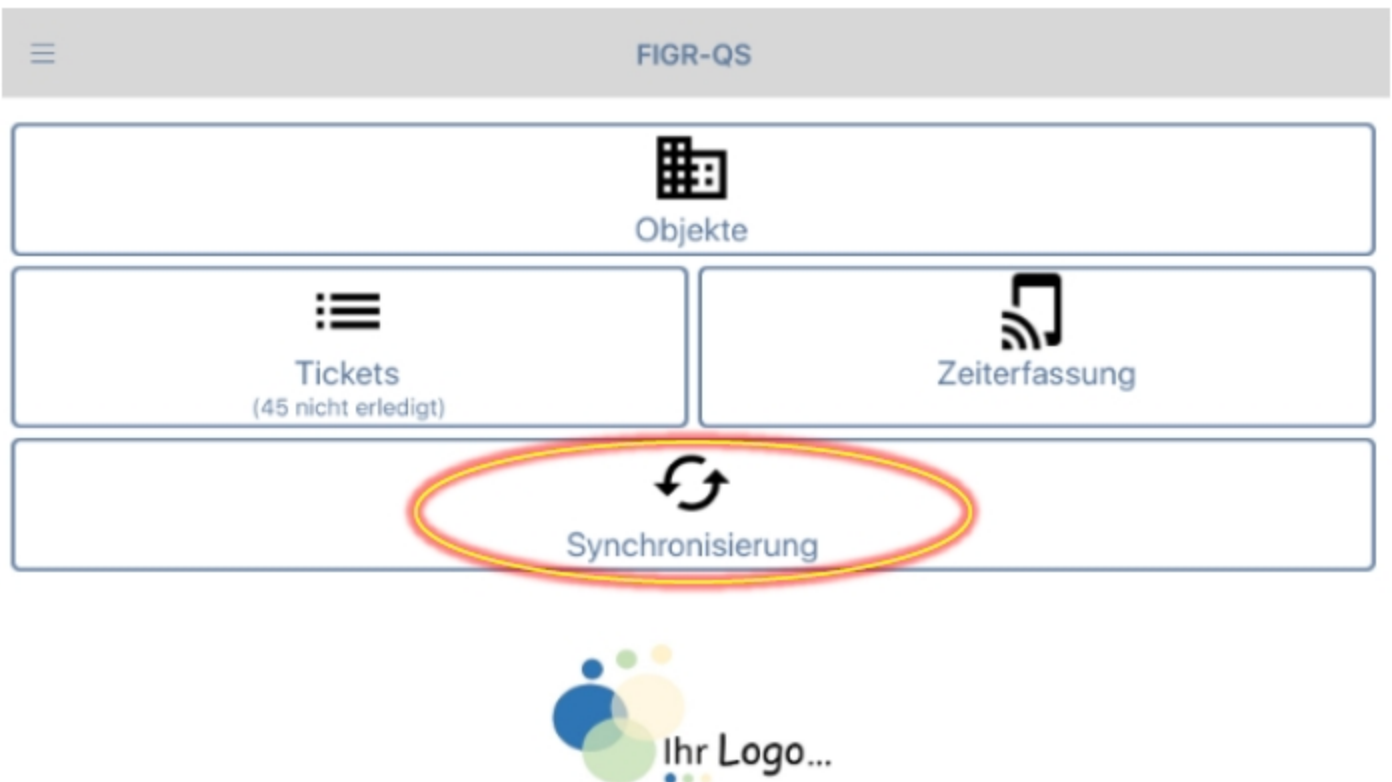 FIGR-QS
Objekte
Tickets
(45 nicht erledigt)
Zeiterfassung
Synchronisierung
Ihr Logo...